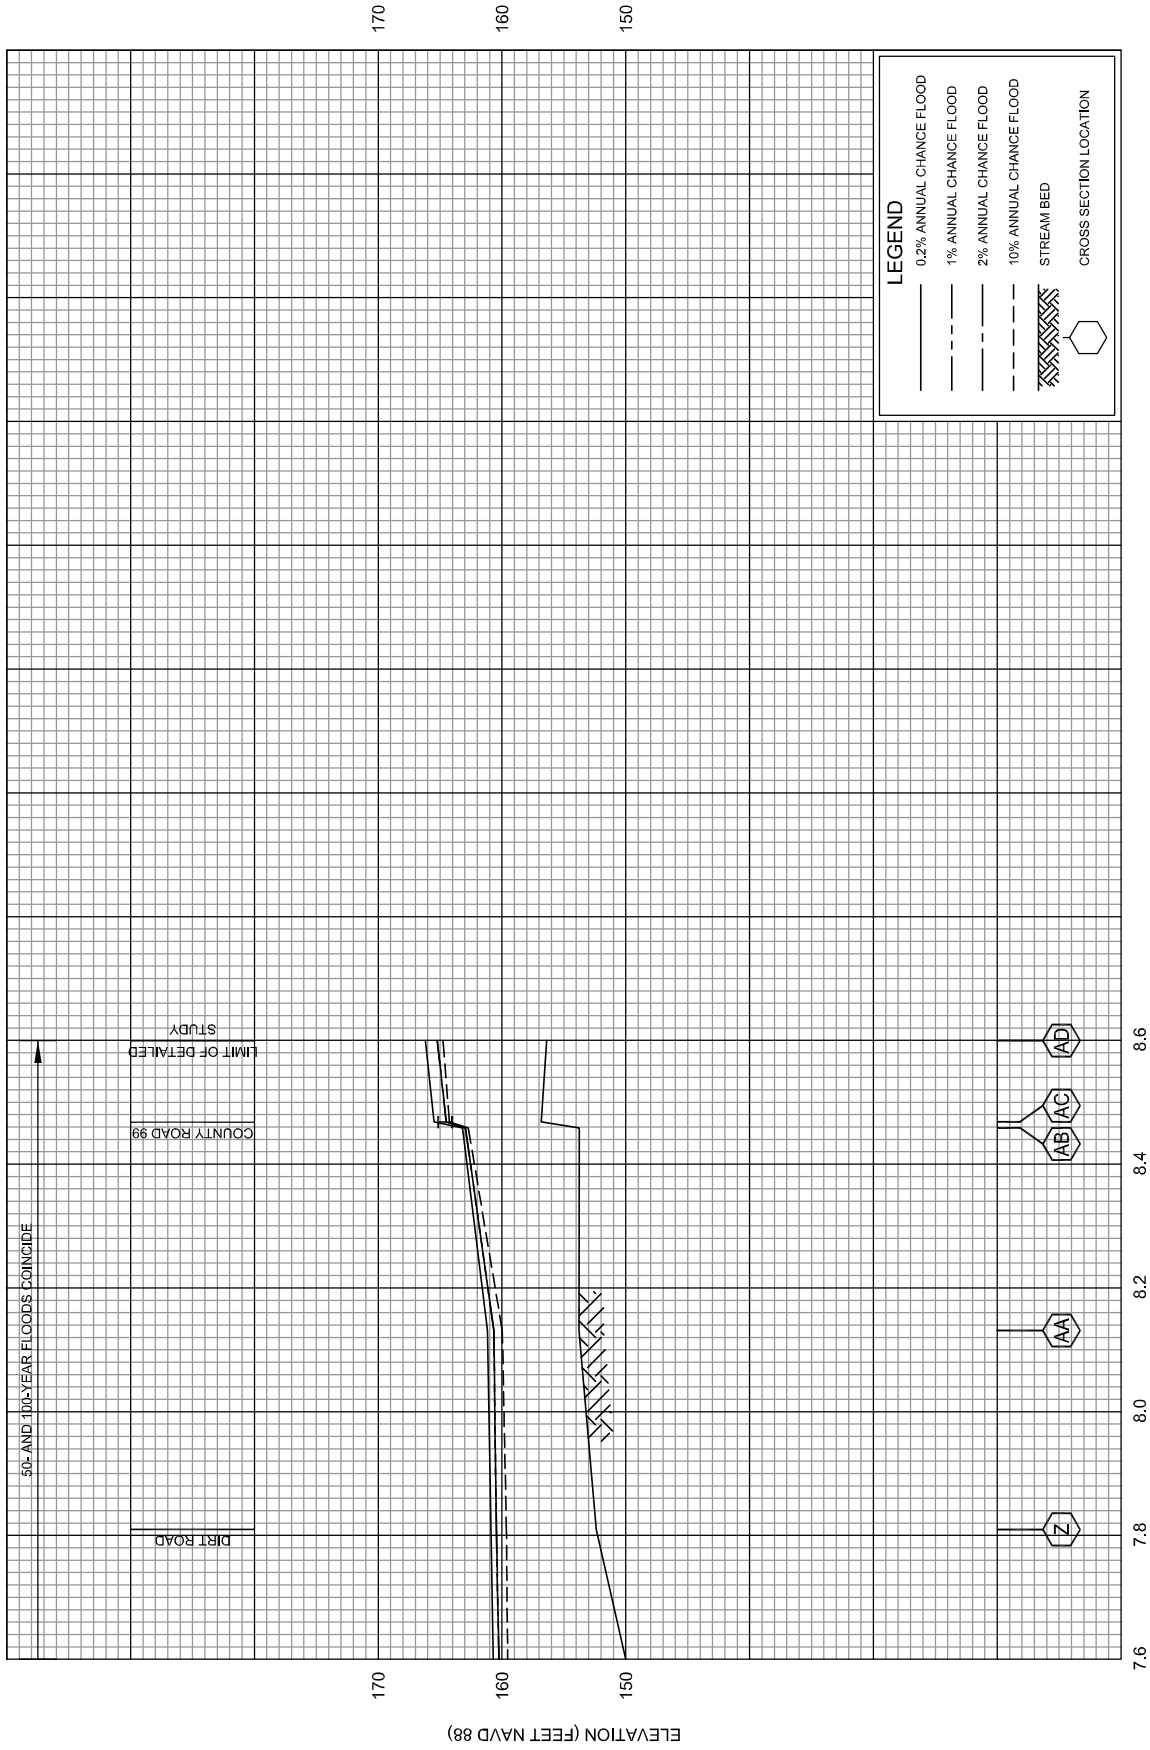 170
160
150
50- AND 100-YEAR FLOODS COINCIDE
DIRT ROAD
COUNTY ROAD 99
LIMIT OF DETAILED
STUDY
LEGEND
0.2% ANNUAL CHANCE FLOOD
1% ANNUAL CHANCE FLOOD
2% ANNUAL CHANCE FLOOD
10% ANNUAL CHANCE FLOOD
STREAM BED
CROSS SECTION LOCATION
170
160
150
ELEVATION (FEET NAVD 88)
Z
AA
AB
AC
AD
7.6
7.8
8.0
8.2
8.4
8.6